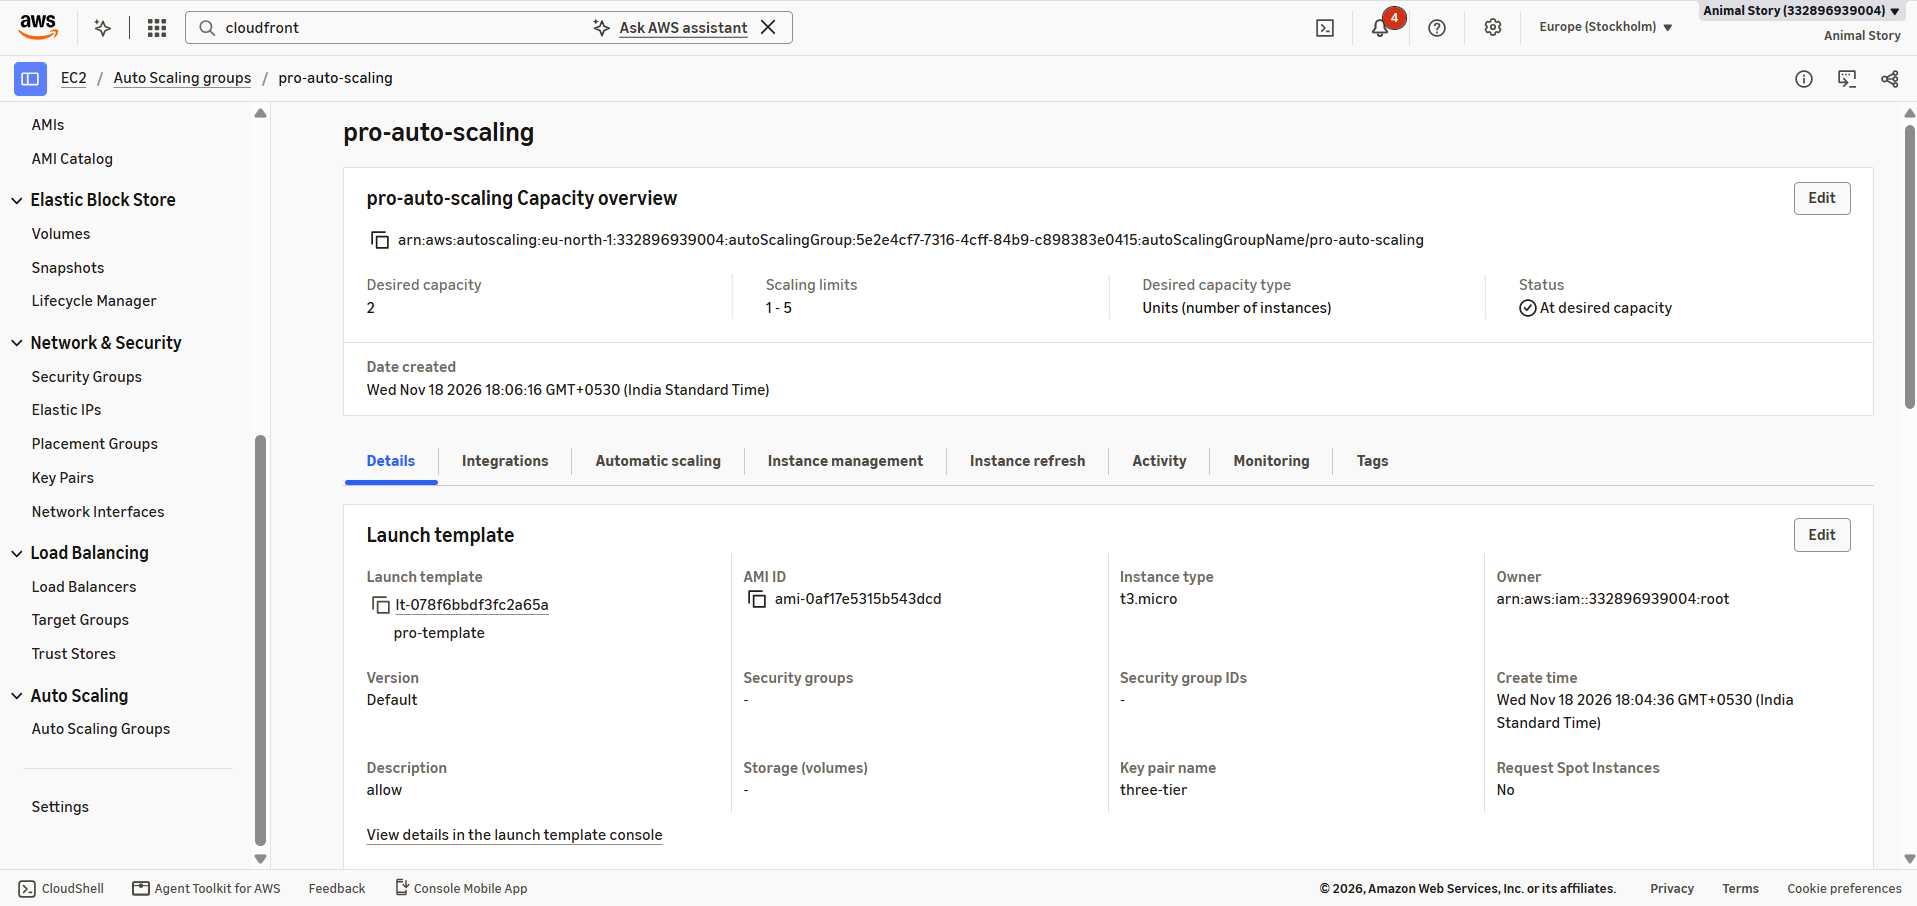 aws
cloudfront
Ask AWS assistant
4
Europe (Stockholm)
Animal Story (332896939004)
Animal Story
EC2 / Auto Scaling groups / pro-auto-scaling
AMIs
AMI Catalog
Elastic Block Store
Volumes
Snapshots
Lifecycle Manager
Network & Security
Security Groups
Elastic IPs
Placement Groups
Key Pairs
Network Interfaces
Load Balancing
Load Balancers
Target Groups
Trust Stores
Auto Scaling
Auto Scaling Groups
Settings
pro-auto-scaling
pro-auto-scaling Capacity overview
Edit
arn:aws:autoscaling:eu-north-1:332896939004:autoScalingGroup:5e2e4cf7-7316-4cff-84b9-c898383e0415:autoScalingGroupName/pro-auto-scaling
Desired capacity
2
Scaling limits
1 - 5
Desired capacity type
Units (number of instances)
Status
At desired capacity
Date created
Wed Nov 18 2026 18:06:16 GMT+0530 (India Standard Time)
Details
Integrations
Automatic scaling
Instance management
Instance refresh
Activity
Monitoring
Tags
Launch template
Edit
Launch template
lt-078f6bbdf3fc2a65a
pro-template
AMI ID
ami-0af17e5315b543dcd
Instance type
t3.micro
Owner
arn:aws:iam::332896939004:root
Version
Default
Security groups
-
Security group IDs
-
Create time
Wed Nov 18 2026 18:04:36 GMT+0530 (India
Standard Time)
Description
allow
Storage (volumes)
-
Key pair name
three-tier
Request Spot Instances
No
View details in the launch template console
CloudShell
Agent Toolkit for AWS
Feedback
Console Mobile App
© 2026, Amazon Web Services, Inc. or its affiliates.
Privacy
Terms
Cookie preferences